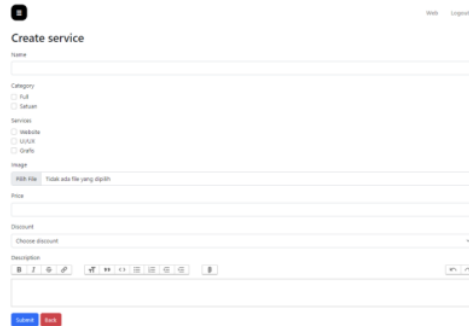 Web Logout
Create service
Name
Category
Full
Satuan
Services
Website
UI/UX
Grafis
Image
Pilih File Tidak ada file yang dipilih
Price
Discount
Choose discount
Description
Submit Back